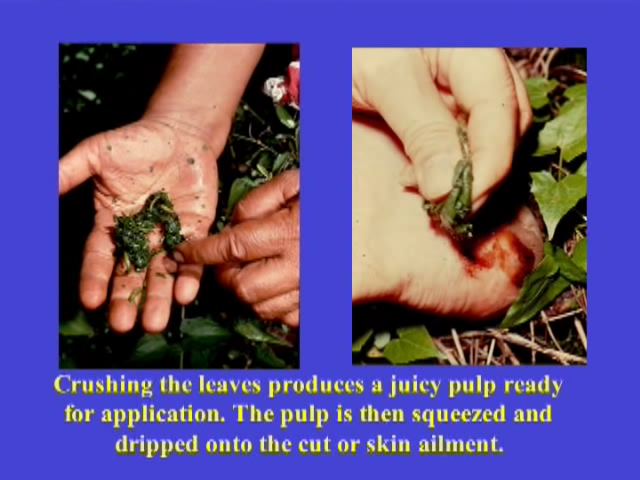 Crushing the leaves produces a juicy pulp ready
for application. The pulp is then squeezed and
dripped onto the cut or skin ailment.